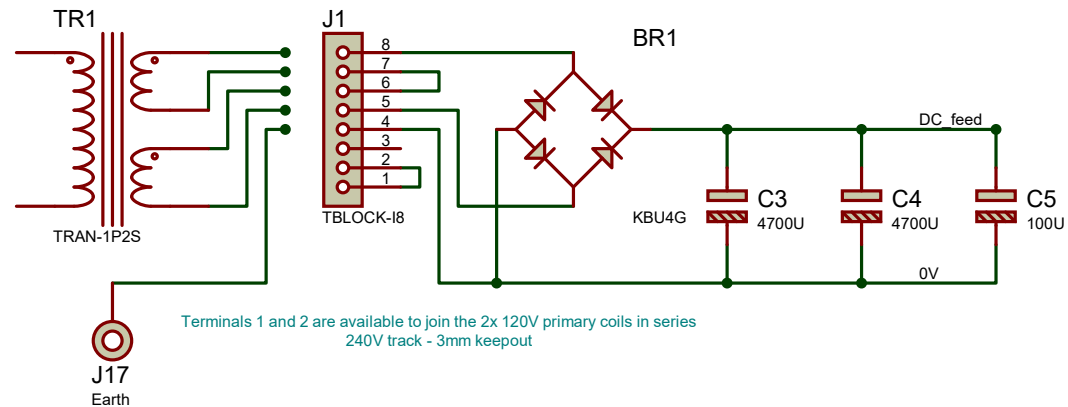 TR1
TRAN-1P2S
J17
Earth
J1
8
7
6
5
4
3
2
1
TBLOCK-I8
BR1
KBU4G
DC_feed
C3
4700U
C4
4700U
C5
100U
0V
Terminals 1 and 2 are available to join the 2x 120V primary coils in series
240V track - 3mm keepout